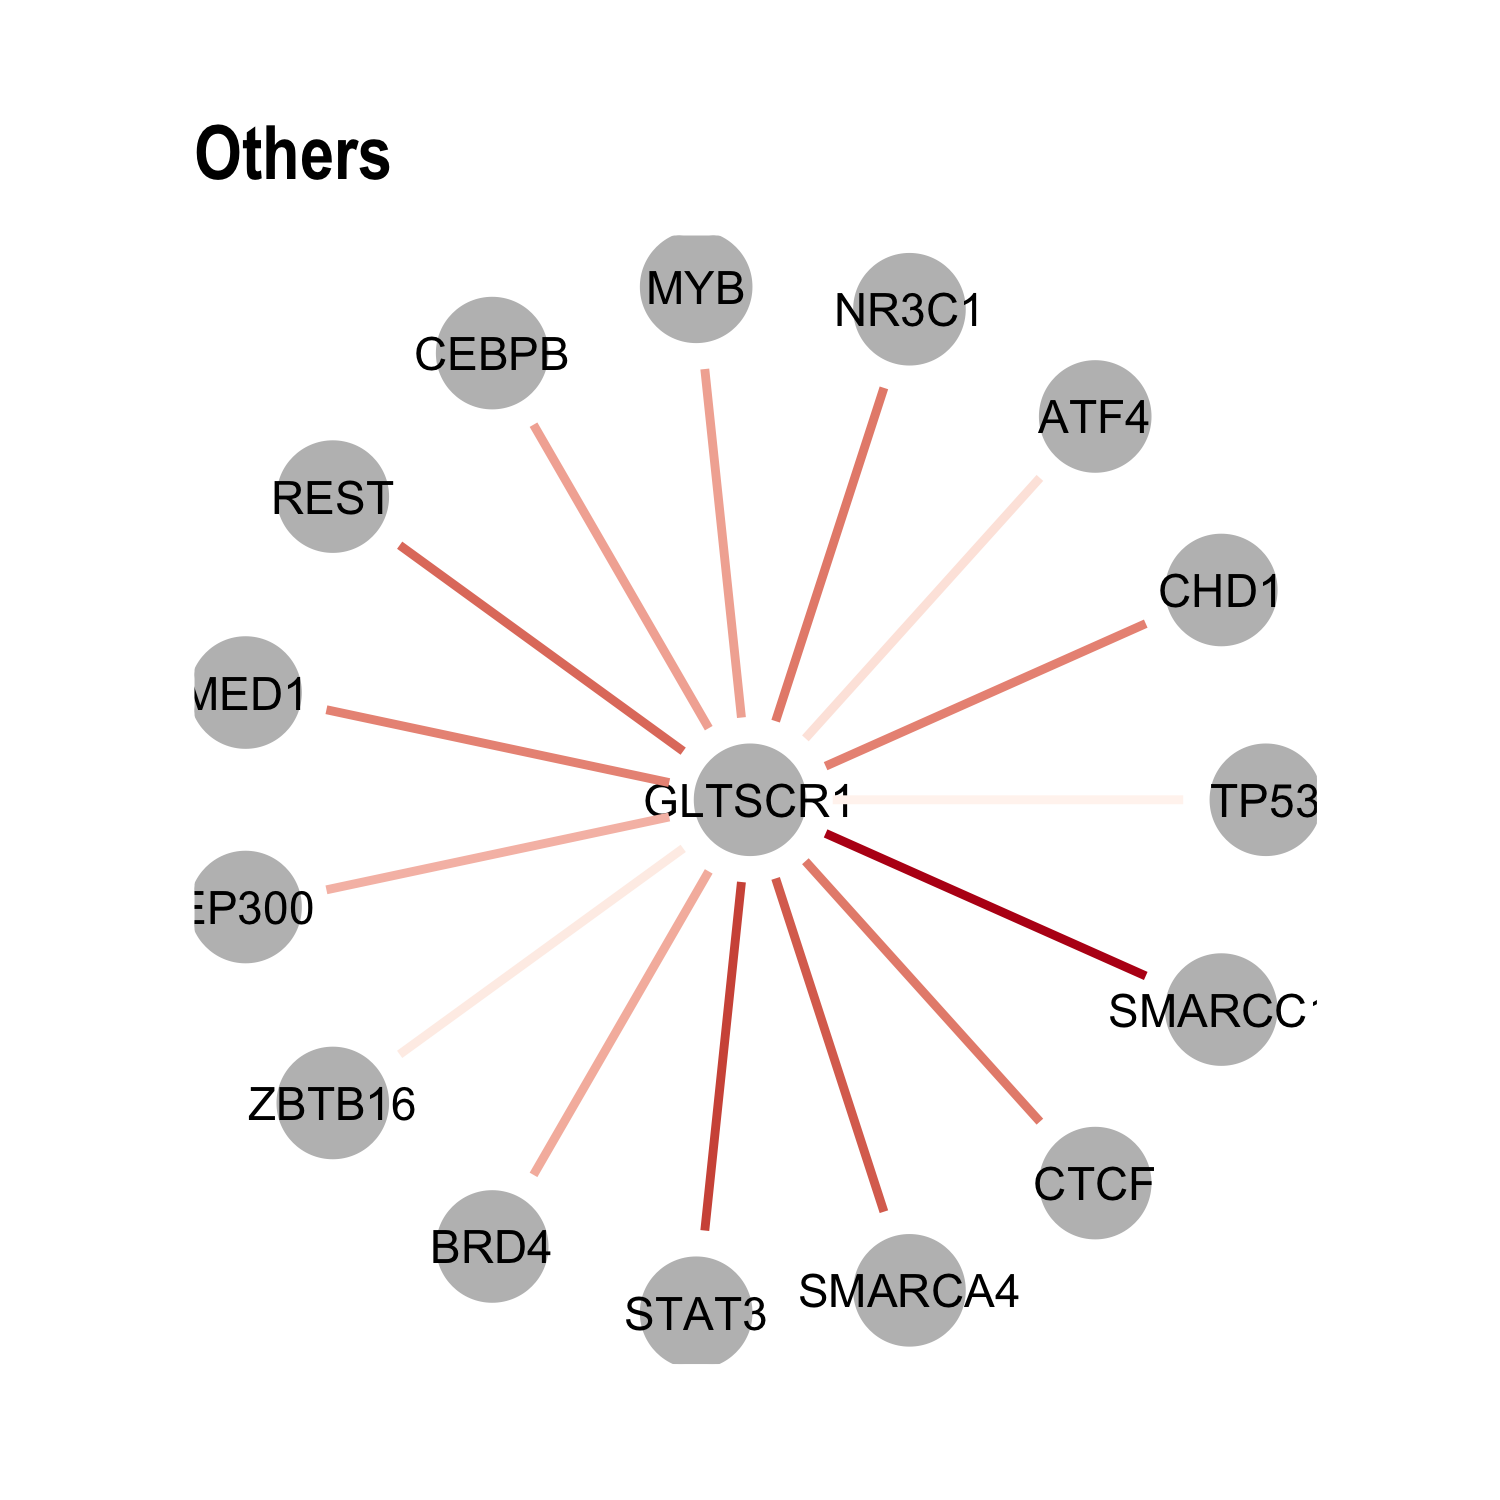 Others
MYB
NR3C1
CEBPB
ATF4
REST
CHD1
MED1
GLTSCR1
TP53
EP300
SMARCC1
ZBTB16
CTCF
BRD4
SMARCA4
STAT3